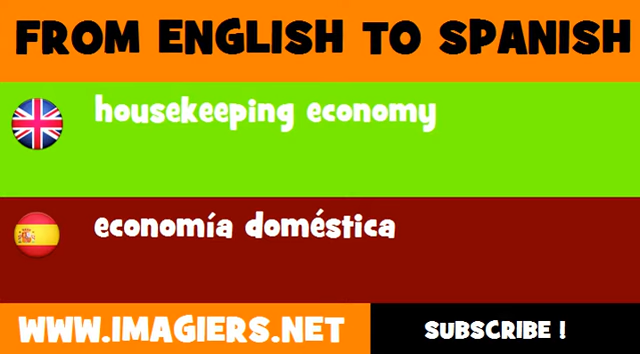 FROM ENGLISH TO SPANISH
housekeeping economy
economía doméstica
WWW.IMAGIERS.NET
SUBSCRIBE !